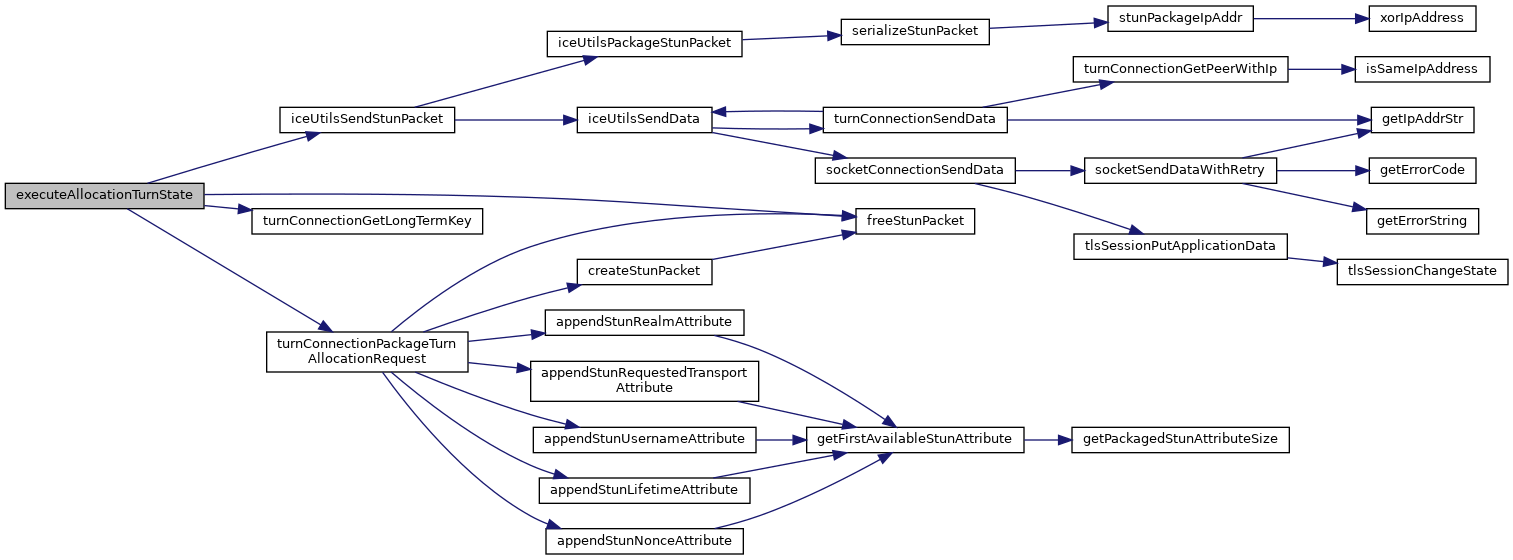 executeAllocationTurnState
iceUtilsSendStunPacket
turnConnectionGetLongTermKey
turnConnectionPackageTurn
AllocationRequest
iceUtilsPackageStunPacket
iceUtilsSendData
createStunPacket
appendStunRealmAttribute
appendStunRequestedTransport
Attribute
appendStunUsernameAttribute
appendStunLifetimeAttribute
appendStunNonceAttribute
serializeStunPacket
turnConnectionSendData
socketConnectionSendData
freeStunPacket
getFirstAvailableStunAttribute
stunPackageIpAddr
turnConnectionGetPeerWithIp
socketSendDataWithRetry
tlsSessionPutApplicationData
getPackagedStunAttributeSize
xorIpAddress
isSameIpAddress
getIpAddrStr
getErrorCode
getErrorString
tlsSessionChangeState